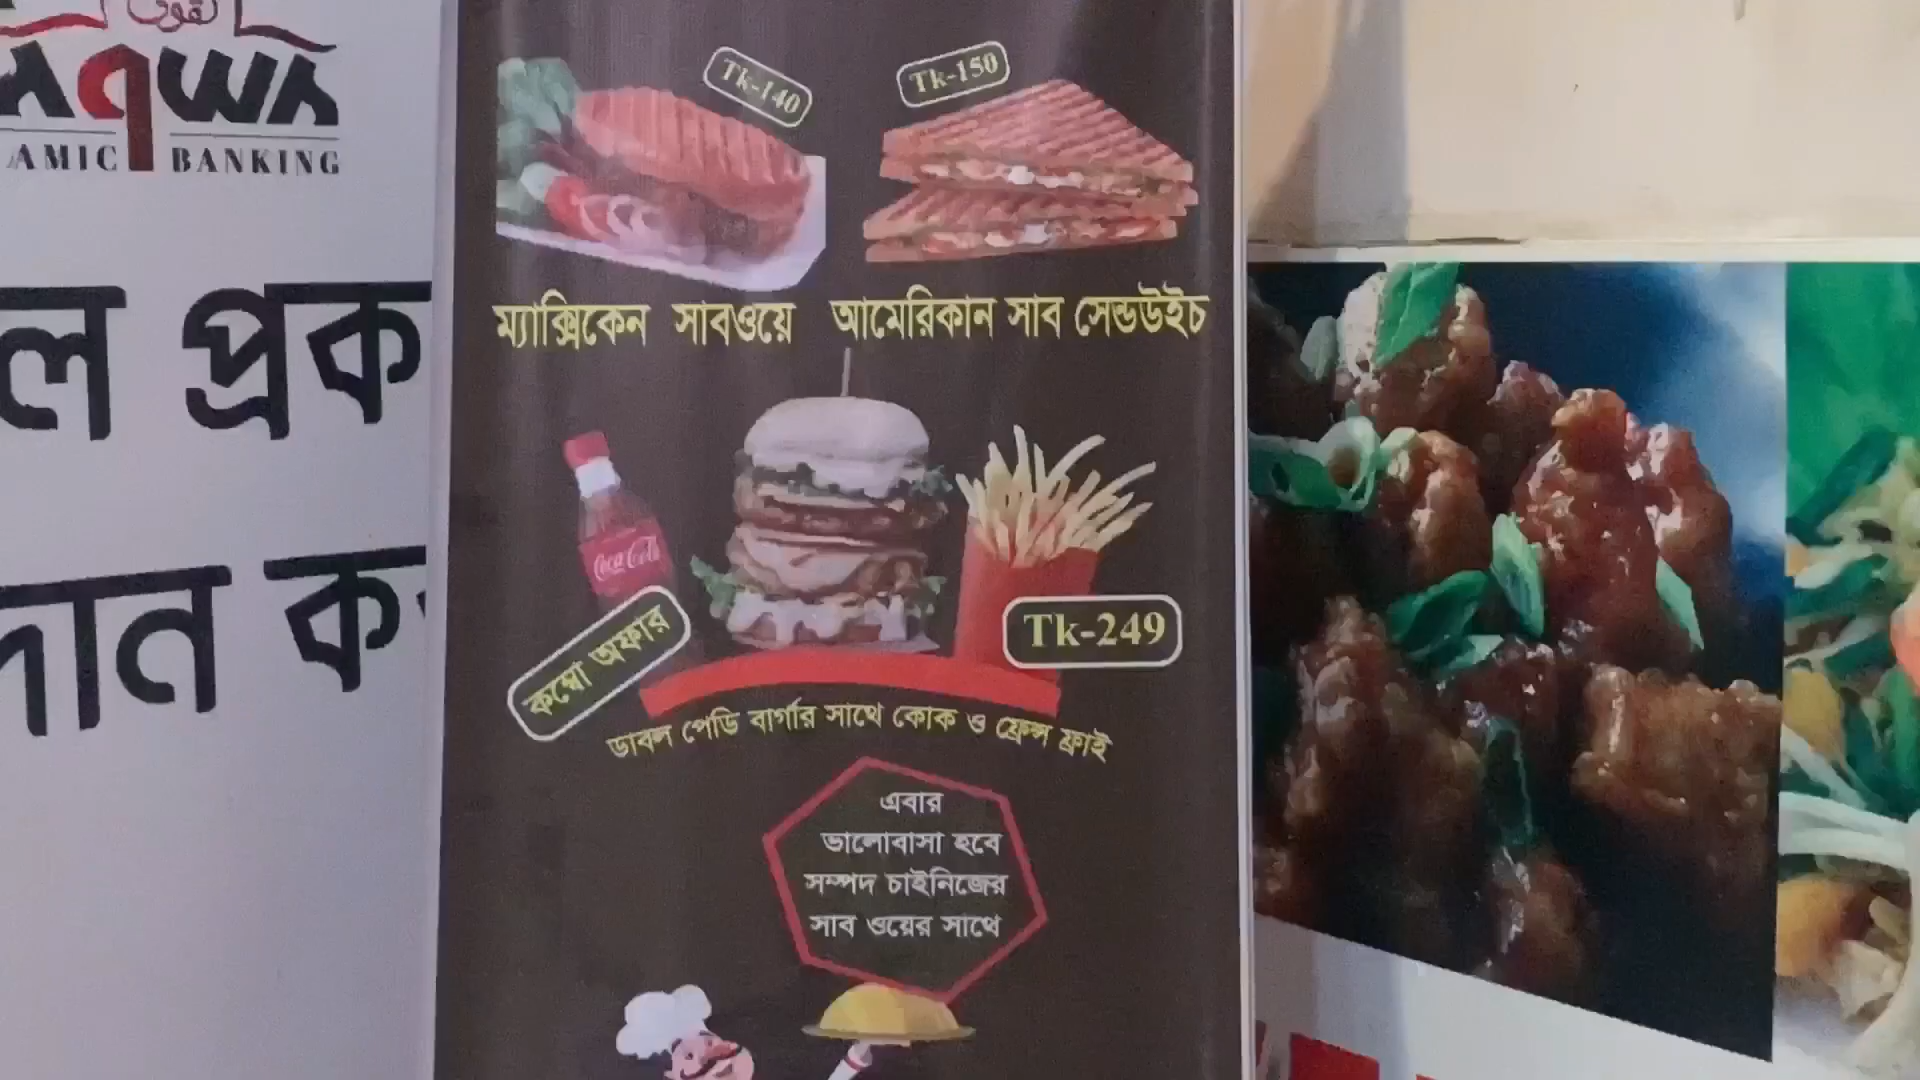 تقوى
AqWA
AMIC BANKING
ল প্রক
দান ক
Tk-140
Tk-150
ম্যাক্সিকেন সাবওয়ে
আমেরিকান সাব সেন্ডউইচ
Coca-Cola
কম্বো অফার
Tk-249
ডাবল পেডি বার্গার সাথে কোক ও ফ্রেন্স ফ্রাই
এবার
ভালোবাসা হবে
সম্পদ চাইনিজের
সাব ওয়ের সাথে